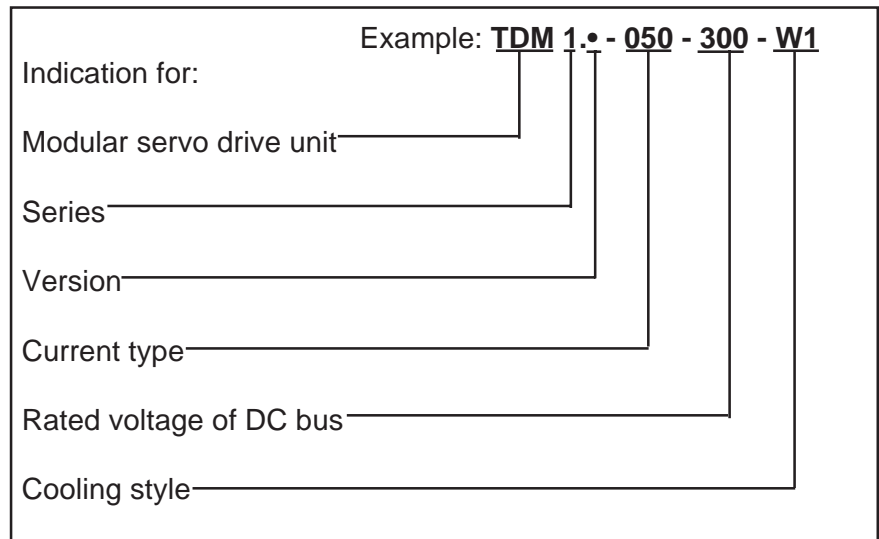 Example: TDM 1.• - 050 - 300 - W1
Indication for:
Modular servo drive unit
Series
Version
Current type
Rated voltage of DC bus
Cooling style